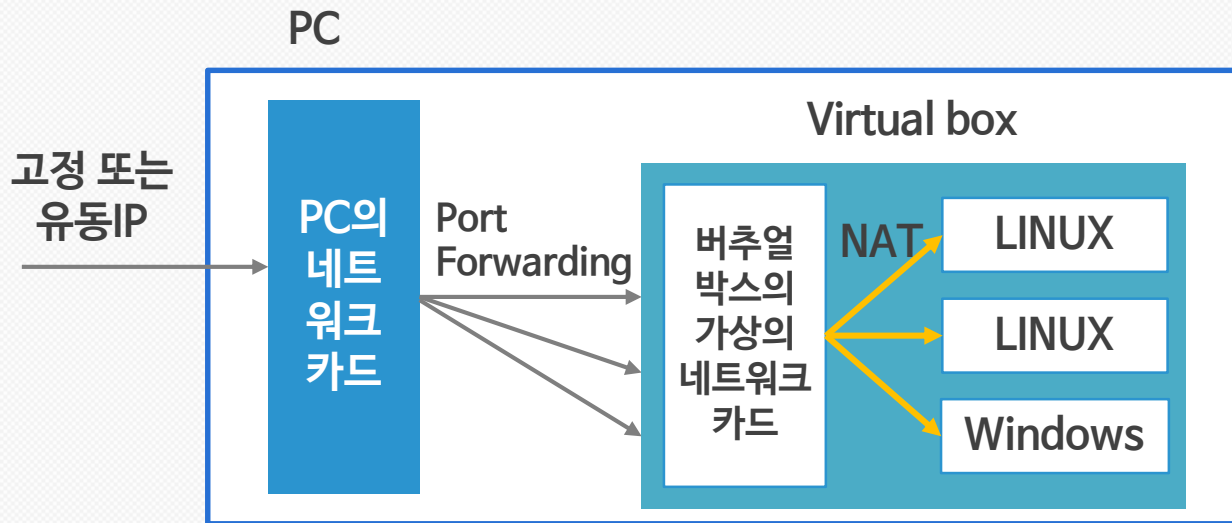 PC
고정 또는
유동IP
PC의
네트
워크
카드
Port
Forwarding
Virtual box
버추얼
박스의
가상의
네트워크
카드
NAT
LINUX
LINUX
Windows